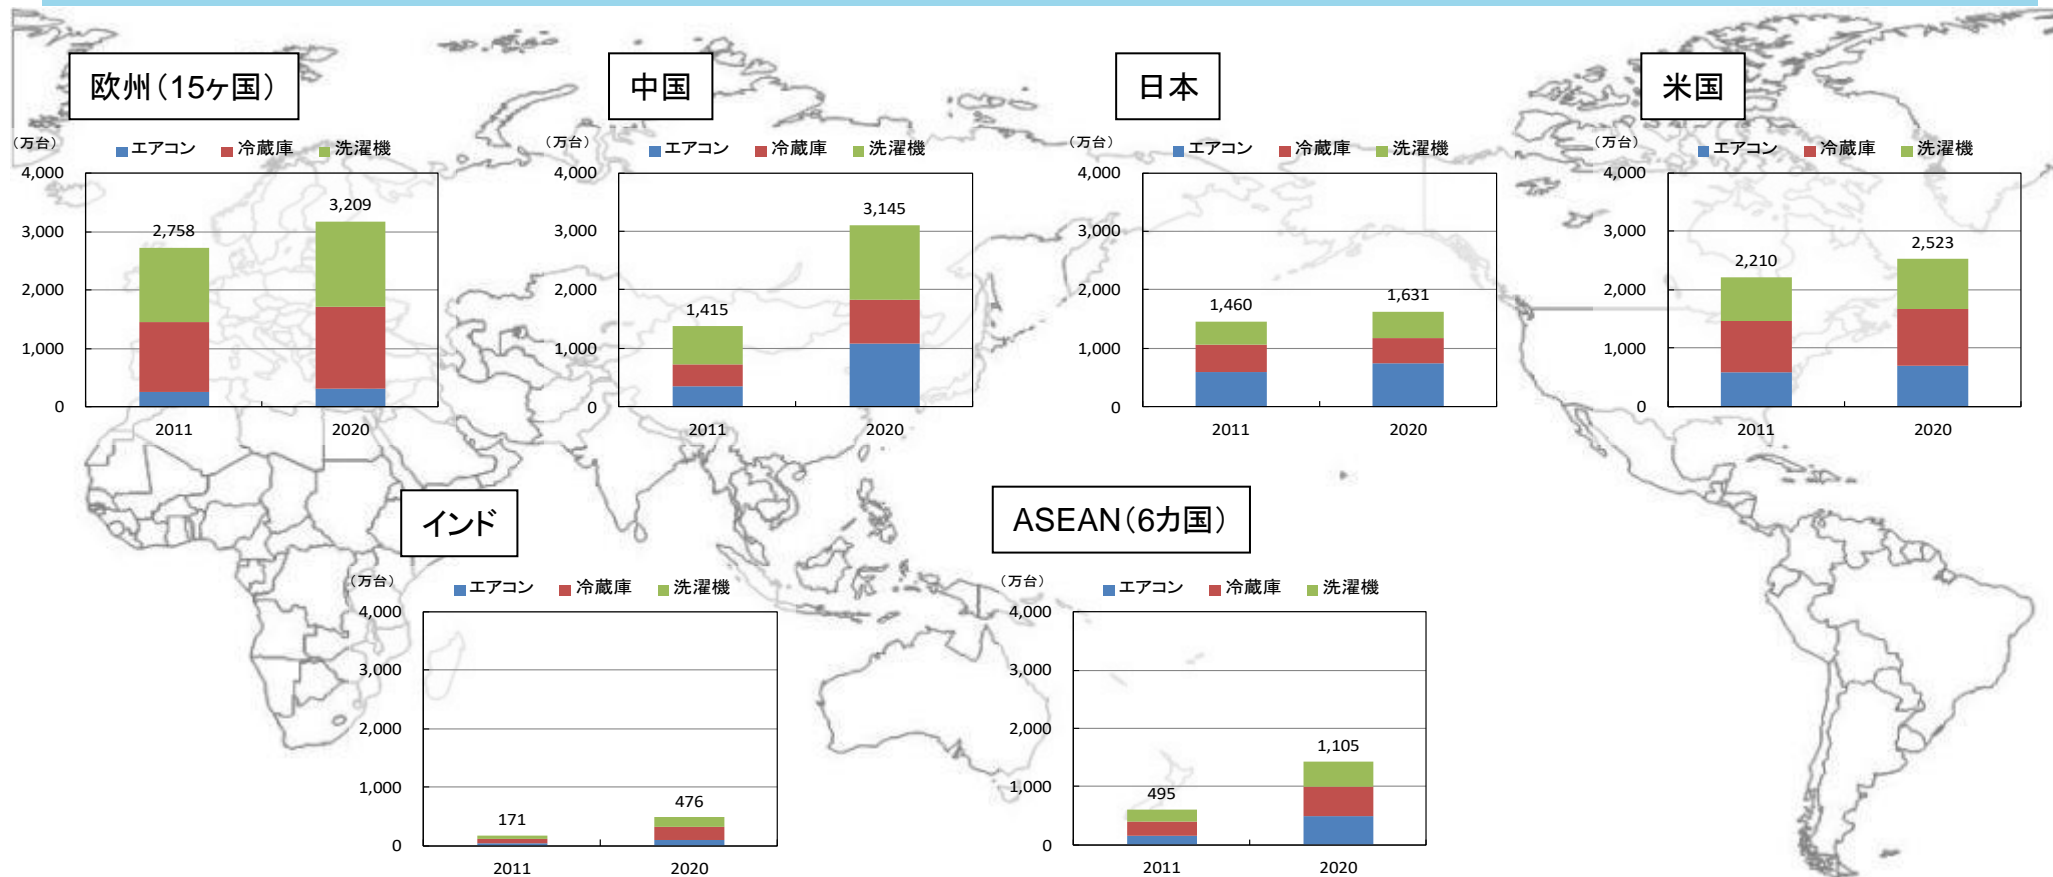 欧州（15ヶ国）
（万台）
エアコン 冷蔵庫 洗濯機
4,000
3,000
2,000
1,000
0
2,758
3,209
2011 2020
中国
（万台）
エアコン 冷蔵庫 洗濯機
4,000
3,000
2,000
1,000
0
1,415
3,145
2011 2020
日本
（万台）
エアコン 冷蔵庫 洗濯機
4,000
3,000
2,000
1,000
0
1,460
1,631
2011 2020
米国
（万台）
エアコン 冷蔵庫 洗濯機
4,000
3,000
2,000
1,000
0
2,210
2,523
2011 2020
インド
（万台）
エアコン 冷蔵庫 洗濯機
4,000
3,000
2,000
1,000
0
171
476
2011 2020
ASEAN（6カ国）
（万台）
エアコン 冷蔵庫 洗濯機
4,000
3,000
2,000
1,000
0
495
1,105
2011 2020